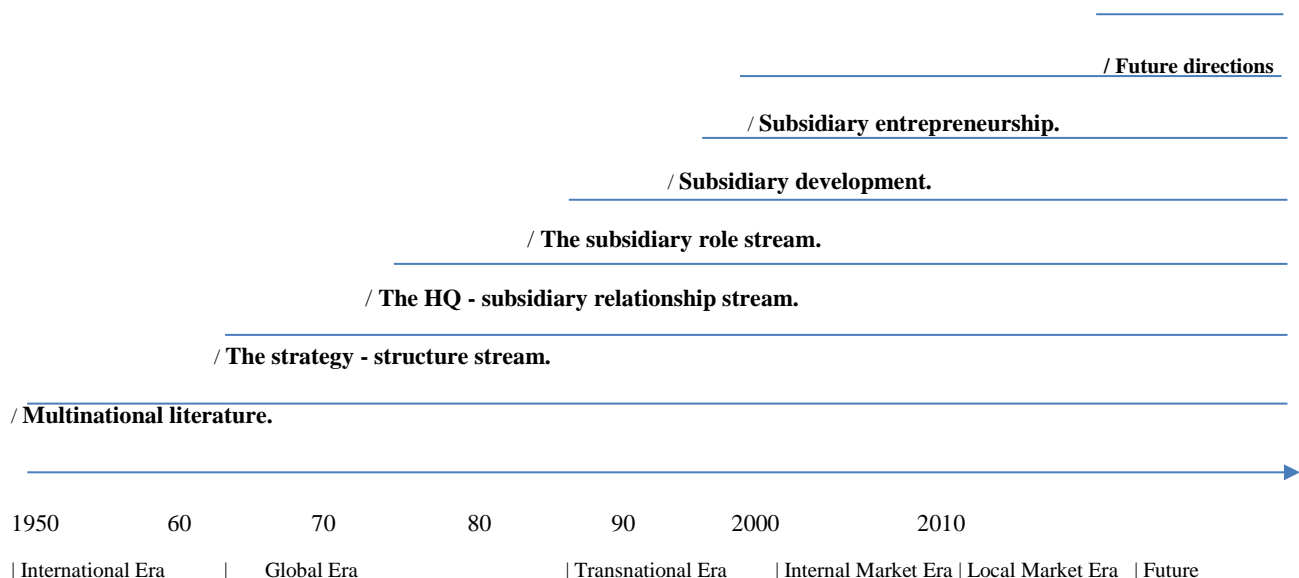 / Future directions
/ Subsidiary entrepreneurship.
/ Subsidiary development.
/ The subsidiary role stream.
/ The HQ - subsidiary relationship stream.
/ The strategy - structure stream.
/ Multinational literature.
1950 60 70 80 90 2000 2010
| International Era | Global Era | Transnational Era | Internal Market Era | Local Market Era | Future